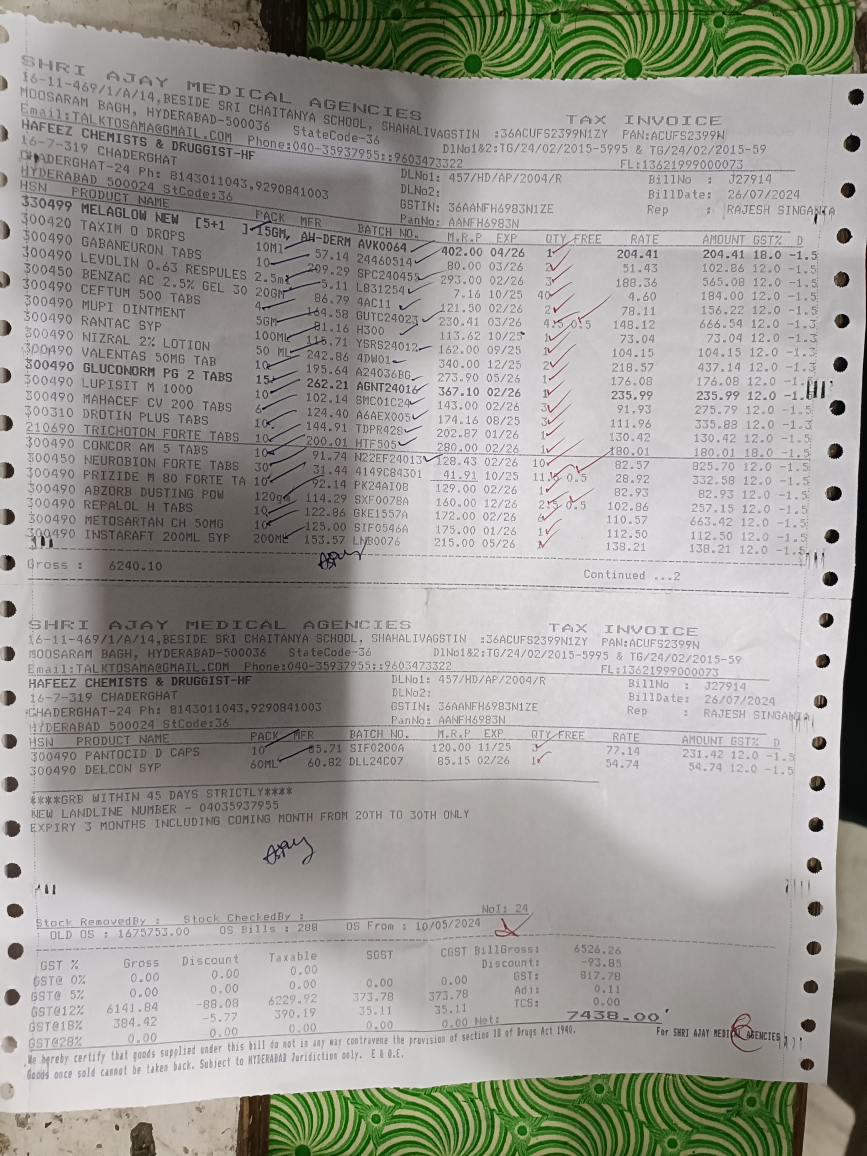 SHRI AJAY MEDICAL AGENCIES TAX INVOICE
16-11-469/1/A/14,BESIDE SRI CHAITANYA SCHOOL, SHAHALIVAGSTIN :36ACUFS2399N1ZY PAN:ACUFS2399N
MOOSARAM BAGH, HYDERABAD-500036 StateCode-36 DlNo1&2:TG/24/02/2015-5995 & TG/24/02/2015-59
Email:TALKTOSAMA@GMAIL.COM Phone:040-35937955::9603473322 FL:13621999000073
HAFEEZ CHEMISTS & DRUGGIST-HF DLNo1: 457/HD/AP/2004/R BillNo : J27914
16-7-319 CHADERGHAT DLNo2: BillDate: 26/07/2024
CHADERGHAT-24 Ph: 8143011043,9290841003 GSTIN: 36AANFH6983N1ZE Rep : RAJESH SINGANIA
HYDERABAD 500024 StCode:36 PanNo: AANFH6983N
HSN PRODUCT NAME PACK MFR BATCH NO. M.R.P EXP QTY FREE RATE AMOUNT GST% D
330499 MELAGLOW NEW [5+1 ] 15GM, AH-DERM AVK0064 402.00 04/26 1 204.41 204.41 18.0 -1.5
300420 TAXIM O DROPS 10Ml 57.14 24460514 80.00 03/26 2 51.43 102.86 12.0 -1.5
300490 GABANEURON TABS 10 209.29 SPC240455 293.00 02/26 3 188.36 565.08 12.0 -1.5
300490 LEVOLIN 0.63 RESPULES 2.5ml 5.11 LB31254 7.16 10/25 40 4.60 184.00 12.0 -1.5
300450 BENZAC AC 2.5% GEL 30 20GM 86.79 4AC11 121.50 02/26 2 78.11 156.22 12.0 -1.5
300490 CEFTUM 500 TABS 4 164.58 GUTC24023 230.41 03/26 4.5 0.5 148.12 666.54 12.0 -1.3
300490 MUPI OINTMENT 5GM 81.16 H300 113.62 10/25 1 73.04 73.04 12.0 -1.3
300490 RANTAC SYP 100ML 115.71 YSRS24012 162.00 09/25 1 104.15 104.15 12.0 -1.3
300490 NIZRAL 2% LOTION 50 ML 242.86 4DW01 340.00 12/25 2 218.57 437.14 12.0 -1.5
300490 VALENTAS 50MG TAB 10 195.64 A24036BG 273.90 05/26 1 176.08 176.08 12.0 -1.5
300490 GLUCONORM PG 2 TABS 15 262.21 AGNT24016 367.10 02/26 1 235.99 235.99 12.0
300490 LUPISIT M 1000 10 102.14 SMC01C24 143.00 02/26 3 91.93 275.79 12.0 -1.5
300490 MAHACEF CV 200 TABS 6 124.40 A6AEX005 174.16 08/25 3 111.96 335.88 12.0 -1.5
300310 DROTIN PLUS TABS 10 144.91 TDPR428 202.87 01/26 1 130.42 130.42 12.0 -1.5
210690 TRICHOTON FORTE TABS 10 200.01 HTF505 280.00 02/26 1 180.01 180.01 18.0 -1.5
300490 CONCOR AM 5 TABS 10 91.74 N22EF24013 128.43 02/26 10 82.57 825.70 12.0 -1.5
300450 NEUROBION FORTE TABS 30 31.44 4149C84301 41.91 10/25 11.5 0.5 28.92 332.58 12.0 -1.5
300490 PRIZIDE M 80 FORTE TA 10 92.14 PK24AI08 129.00 02/26 1 82.93 82.93 12.0 -1.5
300490 ABZORB DUSTING POW 120gm 114.29 SXF0078A 160.00 12/26 2.5 0.5 102.86 257.15 12.0 -1.5
300490 REPALOL H TABS 10 122.86 GKE1557A 172.00 02/26 6 110.57 663.42 12.0 -1.5
300490 METOSARTAN CH 50MG 10 125.00 SIF0546A 175.00 01/26 1 112.50 112.50 12.0 -1.5
300490 INSTARAFT 200ML SYP 200ML 153.57 LNB0076 215.00 05/26 1 138.21 138.21 12.0 -1.5
Gross : 6240.10 Ajay Continued ...2
SHRI AJAY MEDICAL AGENCIES TAX INVOICE
16-11-469/1/A/14,BESIDE SRI CHAITANYA SCHOOL, SHAHALIVAGSTIN :36ACUFS2399N1ZY PAN:ACUFS2399N
MOOSARAM BAGH, HYDERABAD-500036 StateCode-36 DlNo1&2:TG/24/02/2015-5995 & TG/24/02/2015-59
Email:TALKTOSAMA@GMAIL.COM Phone:040-35937955::9603473322 FL:13621999000073
HAFEEZ CHEMISTS & DRUGGIST-HF DLNo1: 457/HD/AP/2004/R BillNo : J27914
16-7-319 CHADERGHAT DLNo2: BillDate: 26/07/2024
CHADERGHAT-24 Ph: 8143011043,9290841003 GSTIN: 36AANFH6983N1ZE Rep : RAJESH SINGANIA
HYDERABAD 500024 StCode:36 PanNo: AANFH6983N
HSN PRODUCT NAME PACK MFR BATCH NO. M.R.P EXP QTY FREE RATE AMOUNT GST% D
300490 PANTOCID D CAPS 10 85.71 SIF0200A 120.00 11/25 3 77.14 231.42 12.0 -1.5
300490 DELCON SYP 60ML 60.82 DLL24C07 85.15 02/26 1 54.74 54.74 12.0 -1.5
****GRB WITHIN 45 DAYS STRICTLY****
NEW LANDLINE NUMBER - 04035937955
EXPIRY 3 MONTHS INCLUDING COMING MONTH FROM 20TH TO 30TH ONLY
Ajay
NoI: 24
Stock RemovedBy : Stock CheckedBy :
OLD OS : 1675753.00 OS Bills : 288 OS From : 10/05/2024
GST % Gross Discount Taxable SGST CGST BillGross: 6526.26
GST@ 0% 0.00 0.00 0.00 Discount: -93.85
GST@ 5% 0.00 0.00 0.00 0.00 0.00 GST: 817.78
GST@12% 6141.84 -88.08 6229.92 373.78 373.78 Adj: 0.11
GST@18% 384.42 -5.77 390.19 35.11 35.11 TCS: 0.00
GST@28% 0.00 0.00 0.00 0.00 0.00 Net: 7438.00
We hereby certify that goods supplied under this bill do not in any way contravene the provision of section 18 of Drugs Act 1940. For SHRI AJAY MEDICAL AGENCIES
Goods once sold cannot be taken back. Subject to HYDERABAD Juridiction only. E & O.E.